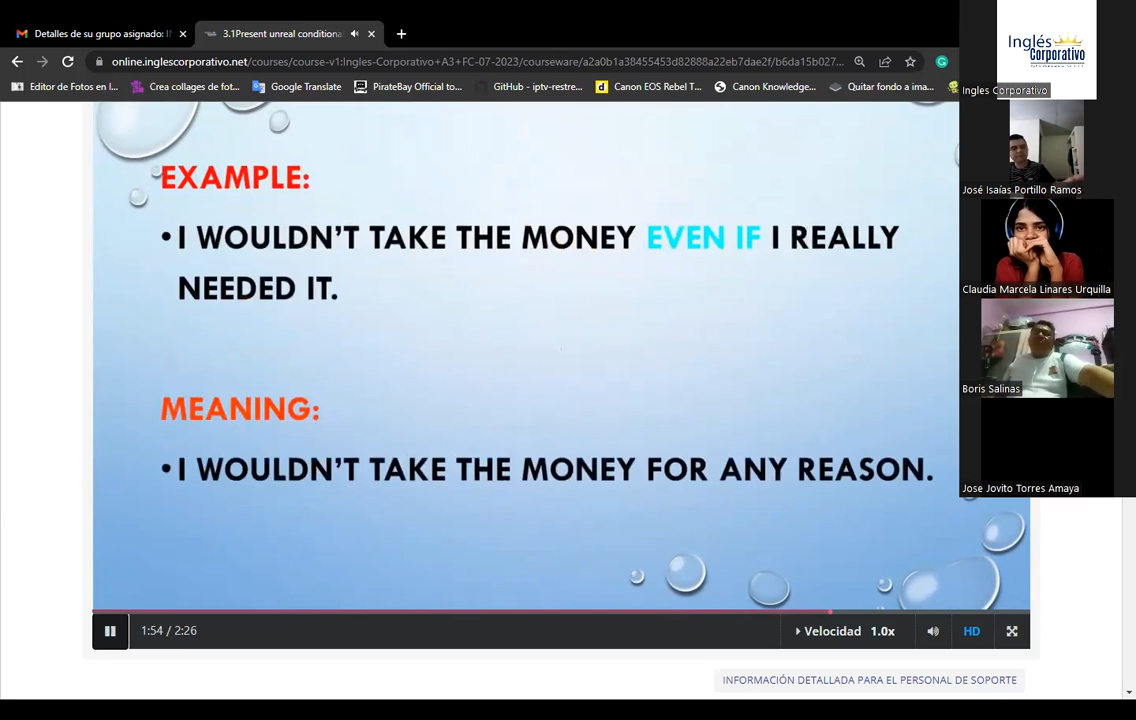 Detalles de su grupo asignado: I
3.1Present unreal conditiona
online.inglescorporativo.net/courses/course-v1:Ingles-Corporativo+A3+FC-07-2023/courseware/a2a0b1a38455453d82888a22eb7dae2f/b6da15b027...
Editor de Fotos en l...
Crea collages de fot...
Google Translate
PirateBay Official to...
GitHub - iptv-restre...
Canon EOS Rebel T...
Canon Knowledge...
Quitar fondo a ima...
Inglés
Corporativo
Ingles Corporativo
José Isaías Portillo Ramos
Claudia Marcela Linares Urquilla
Boris Salinas
Jose Jovito Torres Amaya
EXAMPLE:
• I WOULDN'T TAKE THE MONEY EVEN IF I REALLY
NEEDED IT.
MEANING:
• I WOULDN'T TAKE THE MONEY FOR ANY REASON.
1:54 / 2:26
Velocidad 1.0x
HD
INFORMACIÓN DETALLADA PARA EL PERSONAL DE SOPORTE